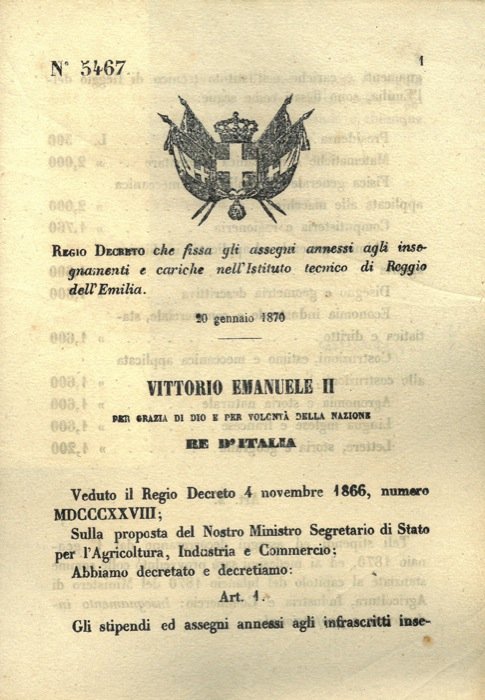 N° 5467.
1
REGIO DECRETO che fissa gli assegni annessi agli inse-
gnamenti e cariche nell'Istituto tecnico di Reggio
dell'Emilia.
20 gennaio 1870
VITTORIO EMANUELE II
PER GRAZIA DI DIO E PER VOLONTÀ DELLA NAZIONE
RE D'ITALIA
Veduto il Regio Decreto 4 novembre 1866, numero
MDCCCXXVIII;
Sulla proposta del Nostro Ministro Segretario di Stato
per l'Agricoltura, Industria e Commercio;
Abbiamo decretato e decretiamo:
Art. 1.
Gli stipendi ed assegni annessi agli infrascritti inse-